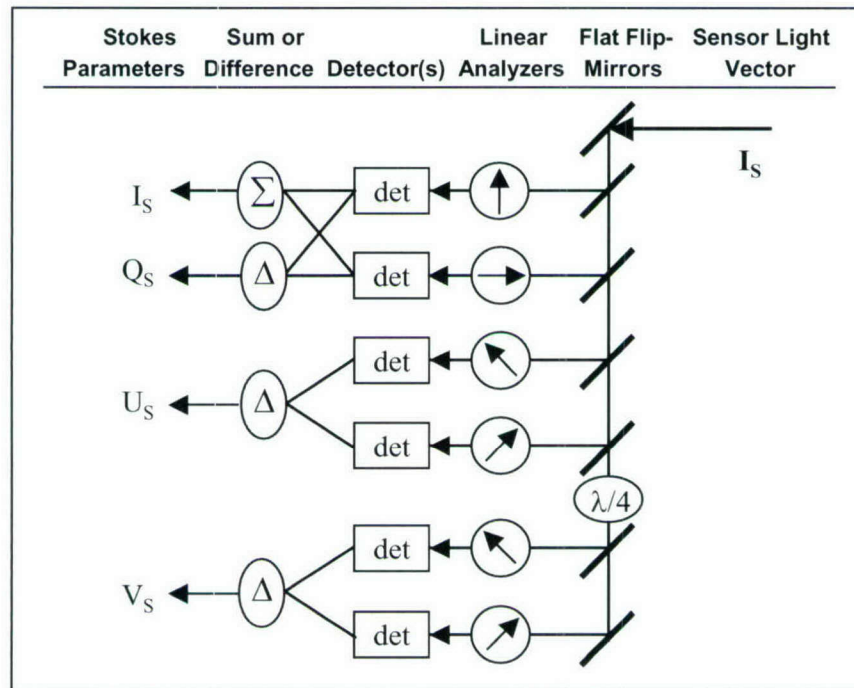 Stokes Parameters
Sum or Difference
Detector(s)
Linear Analyzers
Flat Flip-Mirrors
Sensor Light Vector
I_S
I_S
Σ
det
Q_S
Δ
det
det
U_S
Δ
det
λ/4
det
V_S
Δ
det